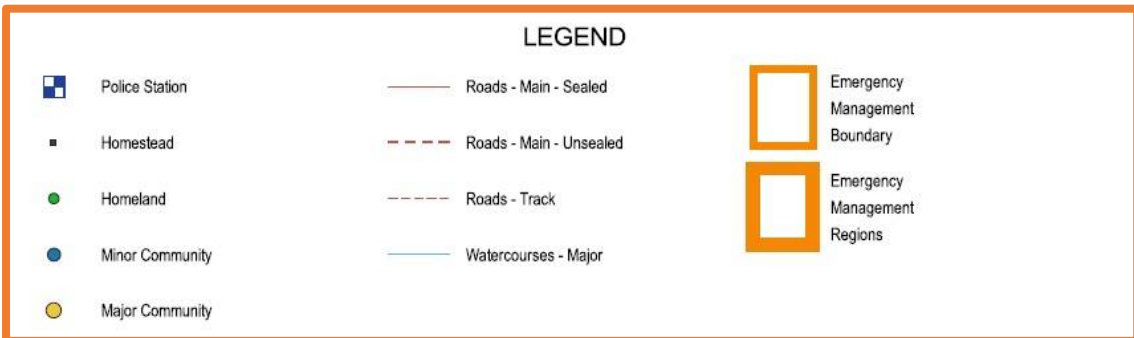 LEGEND
Police Station
Homestead
Homeland
Minor Community
Major Community
Roads - Main - Sealed
Roads - Main - Unsealed
Roads - Track
Watercourses - Major
Emergency
Management
Boundary
Emergency
Management
Regions